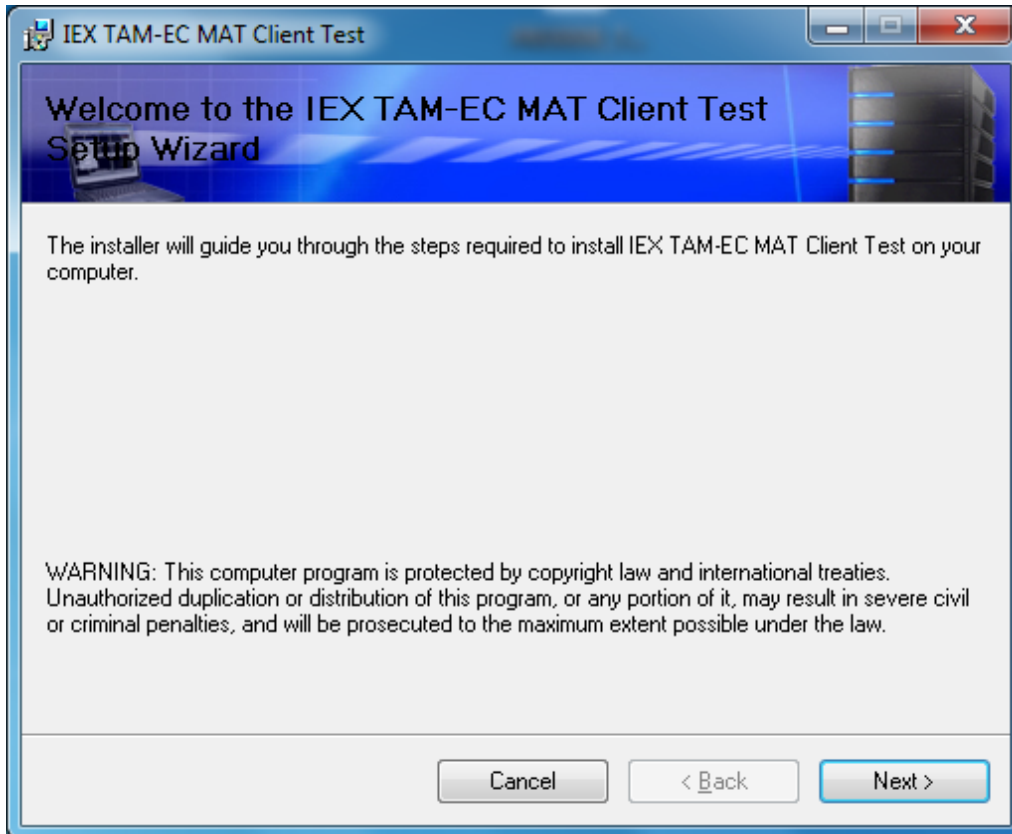 IEX TAM-EC MAT Client Test
Welcome to the IEX TAM-EC MAT Client Test
Setup Wizard
The installer will guide you through the steps required to install IEX TAM-EC MAT Client Test on your
computer.
WARNING: This computer program is protected by copyright law and international treaties.
Unauthorized duplication or distribution of this program, or any portion of it, may result in severe civil
or criminal penalties, and will be prosecuted to the maximum extent possible under the law.
Cancel < Back Next >